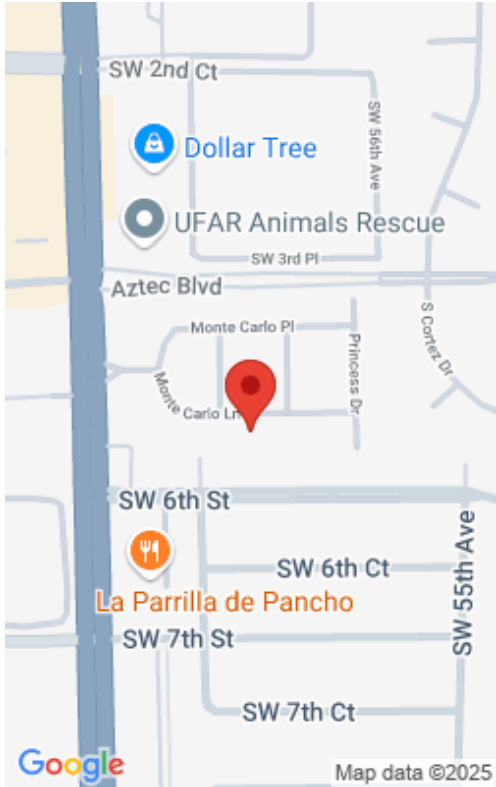 SW 2nd Ct
SW 56th Ave
Dollar Tree
UFAR Animals Rescue
SW 3rd Pl
Aztec Blvd
S Cortez Dr
Monte Carlo Pl
Princess Dr
Monte Carlo Ln
SW 6th St
SW 55th Ave
SW 6th Ct
La Parrilla de Pancho
SW 7th St
SW 7th Ct
Google
Map data ©2025